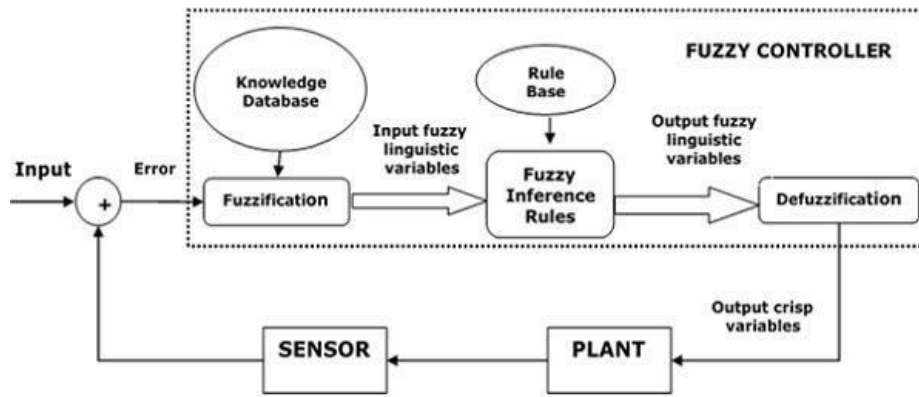 FUZZY CONTROLLER
Knowledge
Database
Rule
Base
Input fuzzy
linguistic
variables
Output fuzzy
linguistic
variables
Input
Error
+
Fuzzification
Fuzzy
Inference
Rules
Defuzzification
Output crisp
variables
SENSOR
PLANT